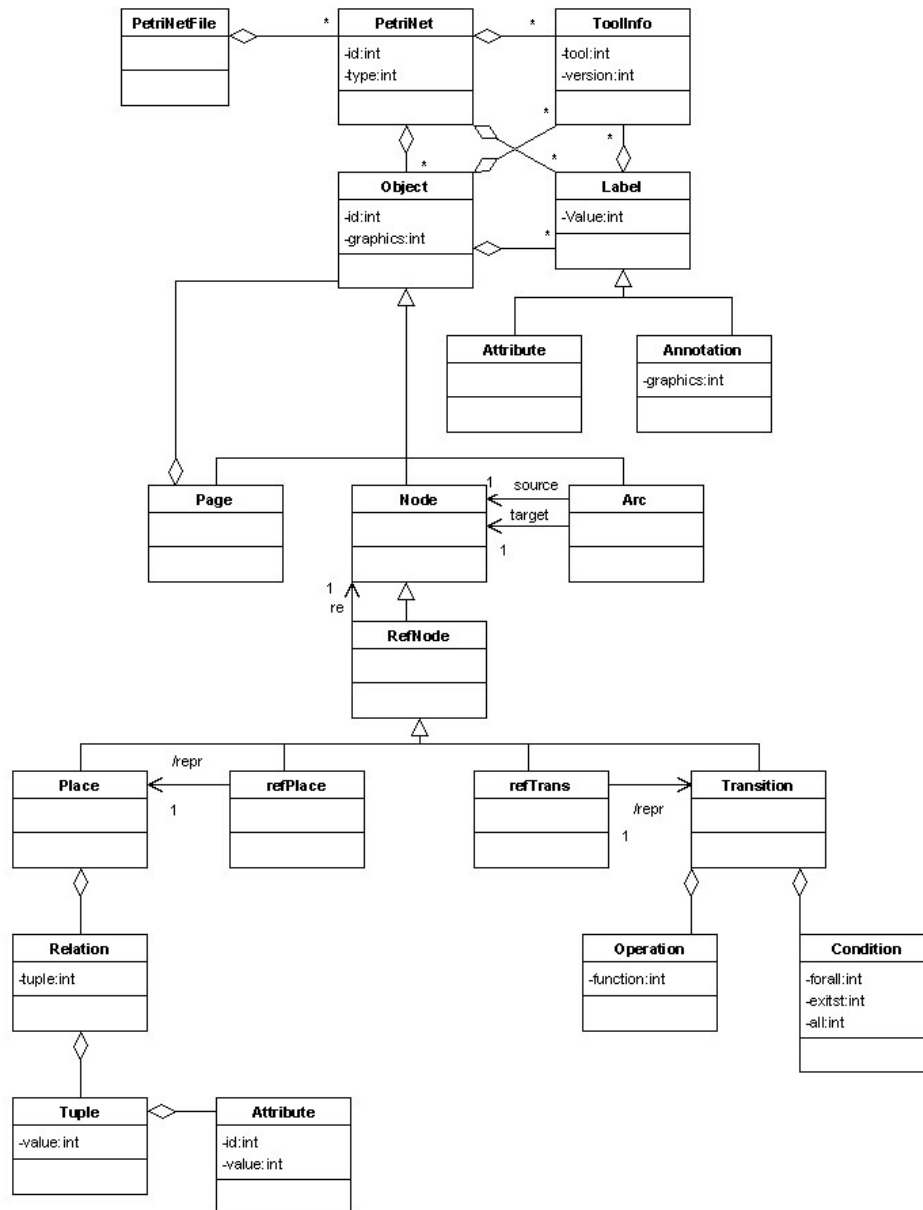 PetriNetFile
*
PetriNet
-id:int
-type:int
*
ToolInfo
-tool:int
-version:int
*
*
*
*
Object
-id:int
-graphics:int
*
Label
-Value:int
Attribute
Annotation
-graphics:int
Page
Node
1
source
target
1
Arc
1
re
RefNode
Place
/repr
1
refPlace
refTrans
/repr
1
Transition
Relation
-tuple:int
Operation
-function:int
Condition
-forall:int
-exitst:int
-all:int
Tuple
-value:int
Attribute
-id:int
-value:int